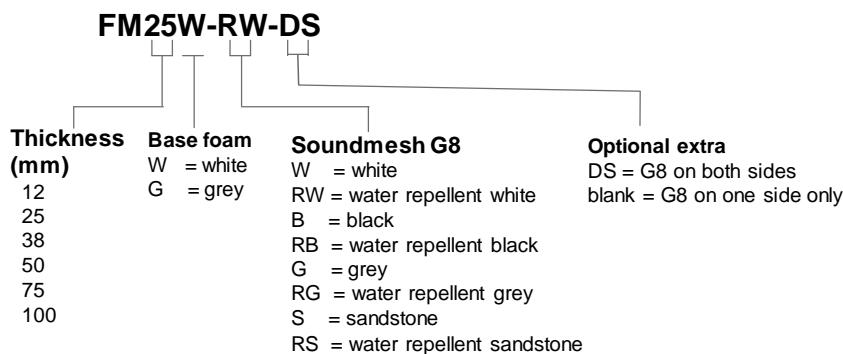 FM25W-RW-DS
Thickness
(mm)
12
25
38
50
75
100
Base foam
W = white
G = grey
Soundmesh G8
W = white
RW = water repellent white
B = black
RB = water repellent black
G = grey
RG = water repellent grey
S = sandstone
RS = water repellent sandstone
Optional extra
DS = G8 on both sides
blank = G8 on one side only